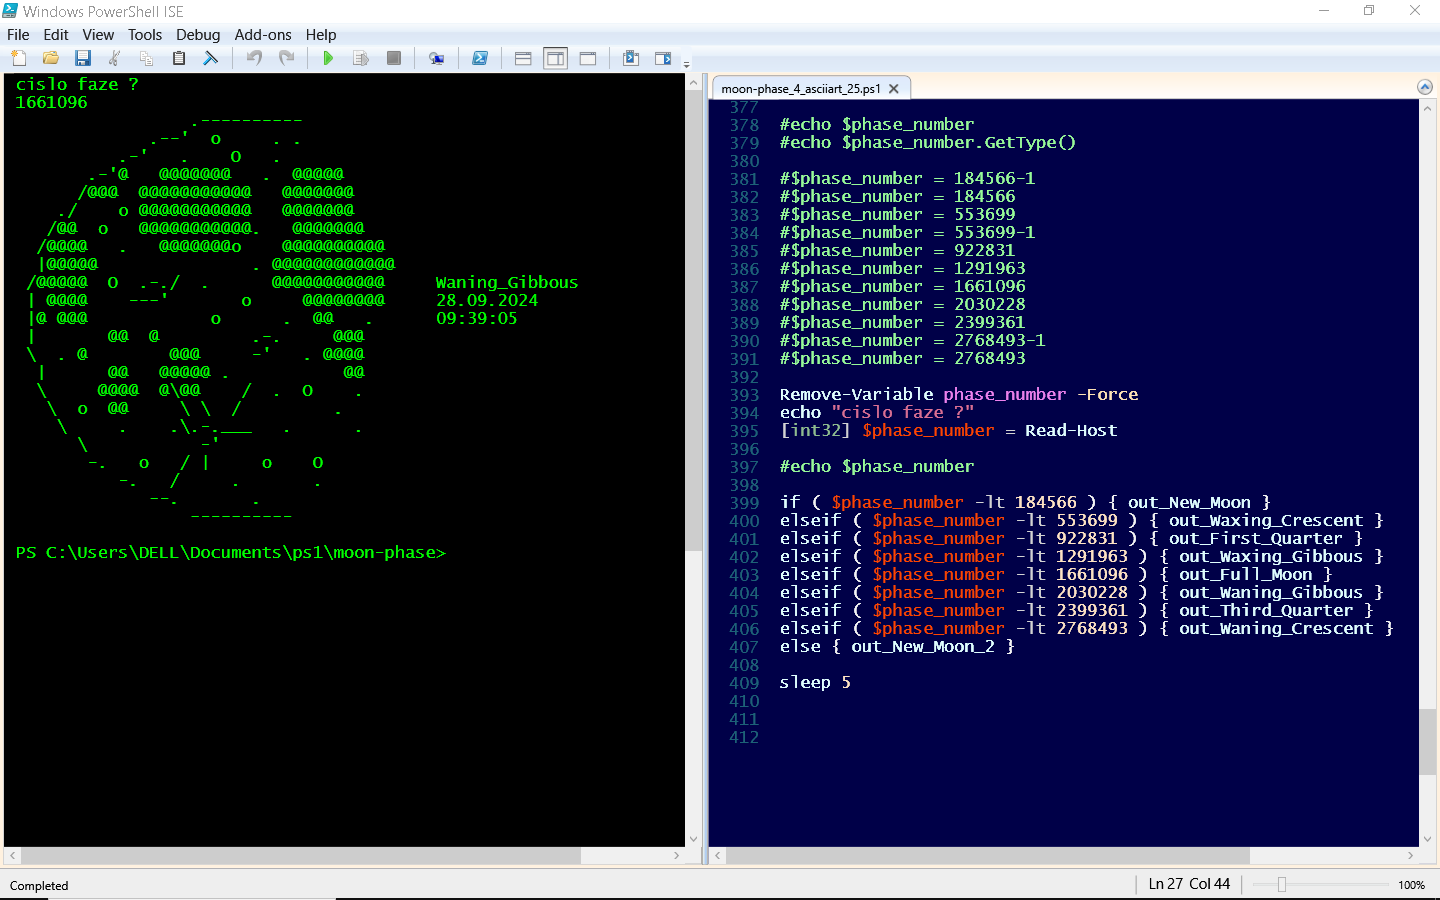 Windows PowerShell ISE
File Edit View Tools Debug Add-ons Help
cislo faze ?
1661096
                 .----------
             .--'  o     . .
          .-'   .    O   .
       .-'@   @@@@@@@   .  @@@@@
      /@@@  @@@@@@@@@@@   @@@@@@@
    ./    o @@@@@@@@@@@   @@@@@@@
   /@@  o   @@@@@@@@@@@.   @@@@@@@
  /@@@@   .   @@@@@@@o    @@@@@@@@@@
  |@@@@@               . @@@@@@@@@@@@
 /@@@@@  O  .-./  .      @@@@@@@@@@@     Waning_Gibbous
 | @@@@    ---'       o     @@@@@@@@     28.09.2024
 |@ @@@            o      .  @@   .      09:39:05
 |       @@  @         .-.     @@@
 \  . @        @@@     -'   . @@@@
  |      @@   @@@@@ .           @@
  \     @@@@  @\@@    /  .  O    .
   \  o  @@     \ \  /         .
    \     .    .\.-.___   .      .
      \           -'
       -.   o   / |     o    O
          -.   /     .       .
             --.       .
                 ----------
PS C:\Users\DELL\Documents\ps1\moon-phase>
moon-phase_4_asciiart_25.ps1
377
378 #echo $phase_number
379 #echo $phase_number.GetType()
380
381 #$phase_number = 184566-1
382 #$phase_number = 184566
383 #$phase_number = 553699
384 #$phase_number = 553699-1
385 #$phase_number = 922831
386 #$phase_number = 1291963
387 #$phase_number = 1661096
388 #$phase_number = 2030228
389 #$phase_number = 2399361
390 #$phase_number = 2768493-1
391 #$phase_number = 2768493
392
393 Remove-Variable phase_number -Force
394 echo "cislo faze ?"
395 [int32] $phase_number = Read-Host
396
397 #echo $phase_number
398
399 if ( $phase_number -lt 184566 ) { out_New_Moon }
400 elseif ( $phase_number -lt 553699 ) { out_Waxing_Crescent }
401 elseif ( $phase_number -lt 922831 ) { out_First_Quarter }
402 elseif ( $phase_number -lt 1291963 ) { out_Waxing_Gibbous }
403 elseif ( $phase_number -lt 1661096 ) { out_Full_Moon }
404 elseif ( $phase_number -lt 2030228 ) { out_Waning_Gibbous }
405 elseif ( $phase_number -lt 2399361 ) { out_Third_Quarter }
406 elseif ( $phase_number -lt 2768493 ) { out_Waning_Crescent }
407 else { out_New_Moon_2 }
408
409 sleep 5
410
411
412
Completed
Ln 27 Col 44
100%